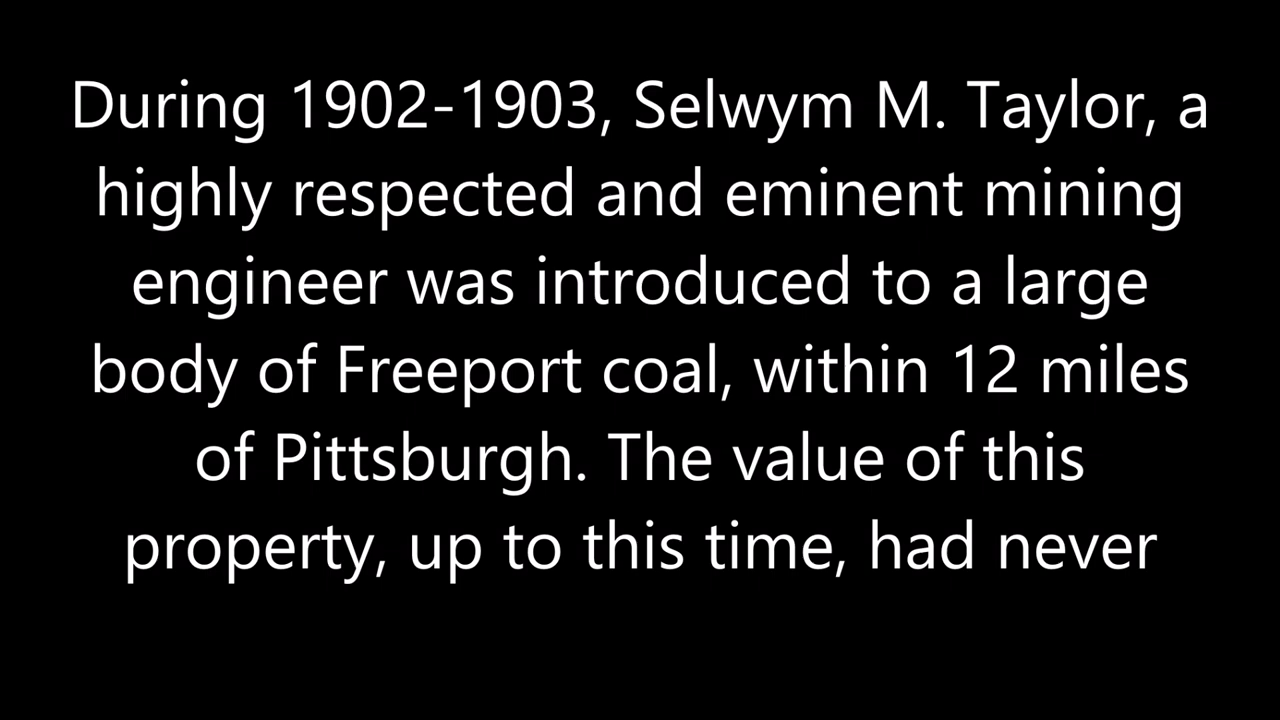 During 1902-1903, Selwym M. Taylor, a
highly respected and eminent mining
engineer was introduced to a large
body of Freeport coal, within 12 miles
of Pittsburgh. The value of this
property, up to this time, had never